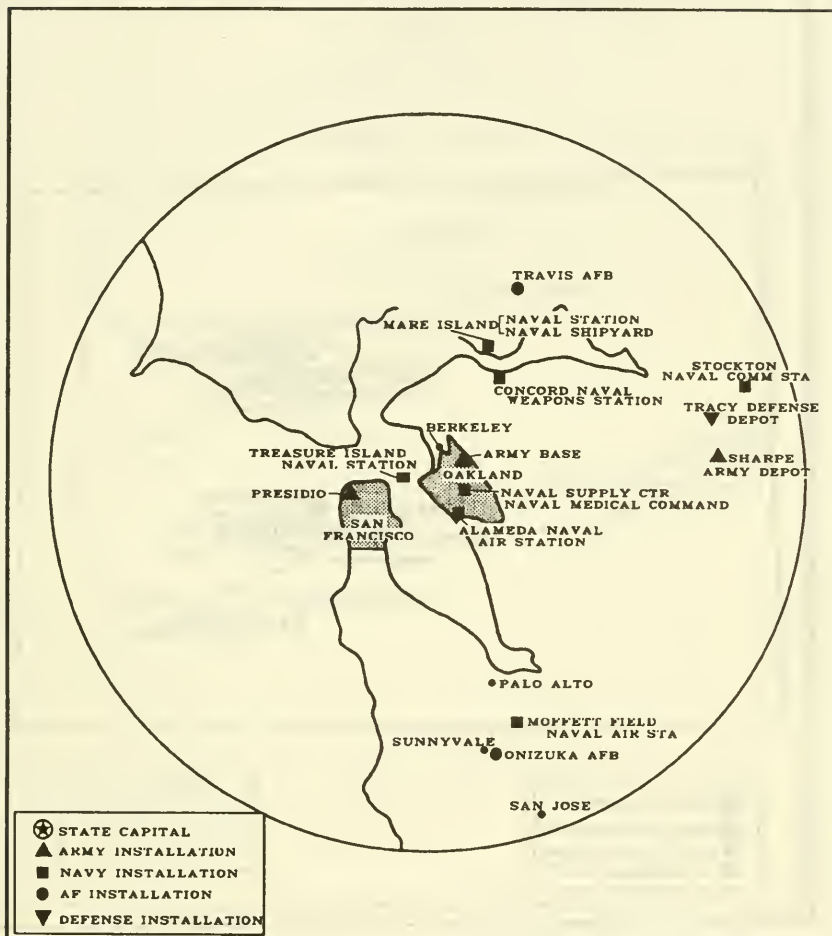 TRAVIS AFB
MARE ISLAND
NAVAL STATION
NAVAL SHIPYARD
STOCKTON
NAVAL COMM STA
CONCORD NAVAL
WEAPONS STATION
TRACY DEFENSE
DEPOT
BERKELEY
TREASURE ISLAND
NAVAL STATION
ARMY BASE
SHARPE
ARMY DEPOT
OAKLAND
PRESIDIO
NAVAL SUPPLY CTR
NAVAL MEDICAL COMMAND
SAN
FRANCISCO
ALAMEDA NAVAL
AIR STATION
PALO ALTO
MOFFETT FIELD
NAVAL AIR STA
SUNNYVALE
ONIZUKA AFB
SAN JOSE
STATE CAPITAL
ARMY INSTALLATION
NAVY INSTALLATION
AF INSTALLATION
DEFENSE INSTALLATION